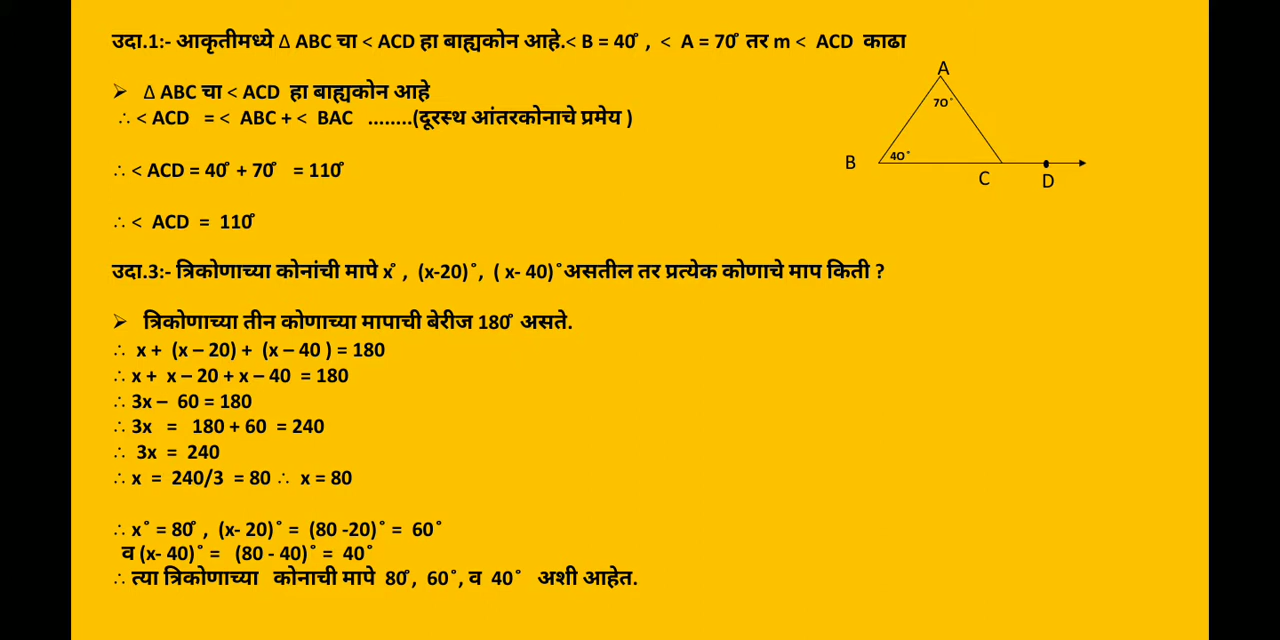 उदा.1:- आकृतीमध्ये Δ ABC चा < ACD हा बाह्यकोन आहे.< B = 40° , < A = 70° तर m < ACD काढा
A
➢ Δ ABC चा < ACD हा बाह्यकोन आहे
70°
∴ < ACD = < ABC + < BAC ........(दूरस्थ आंतरकोनाचे प्रमेय )
B 40°
C D
∴ < ACD = 40° + 70° = 110°
∴ < ACD = 110°
उदा.3:- त्रिकोणाच्या कोनांची मापे x° , (x-20)°, ( x- 40)°असतील तर प्रत्येक कोणाचे माप किती ?
➢ त्रिकोणाच्या तीन कोणाच्या मापाची बेरीज 180° असते.
∴ x + (x – 20) + (x – 40 ) = 180
∴ x + x – 20 + x – 40 = 180
∴ 3x – 60 = 180
∴ 3x = 180 + 60 = 240
∴ 3x = 240
∴ x = 240/3 = 80 ∴ x = 80
∴ x° = 80° , (x- 20)° = (80 -20)° = 60°
व (x- 40)° = (80 - 40)° = 40°
∴ त्या त्रिकोणाच्या कोनाची मापे 80°, 60°, व 40° अशी आहेत.